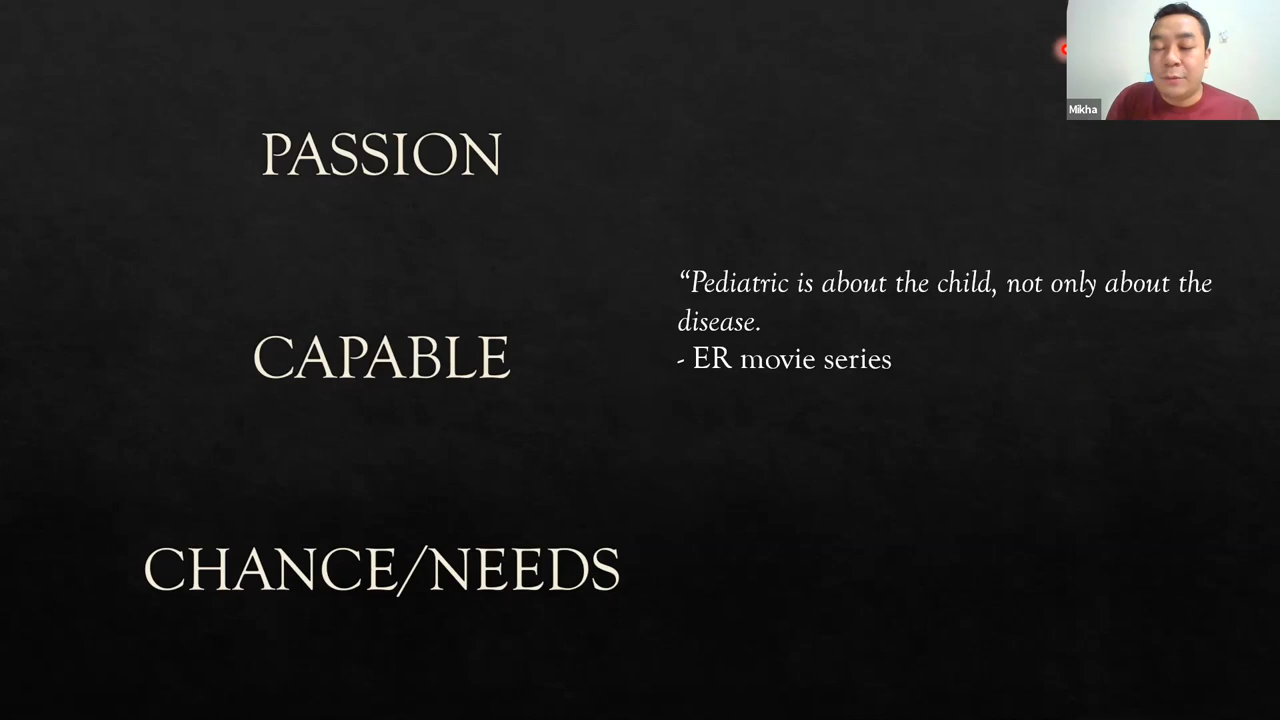 PASSION
CAPABLE
CHANCE/NEEDS
“Pediatric is about the child, not only about the
disease.
- ER movie series
Mikha